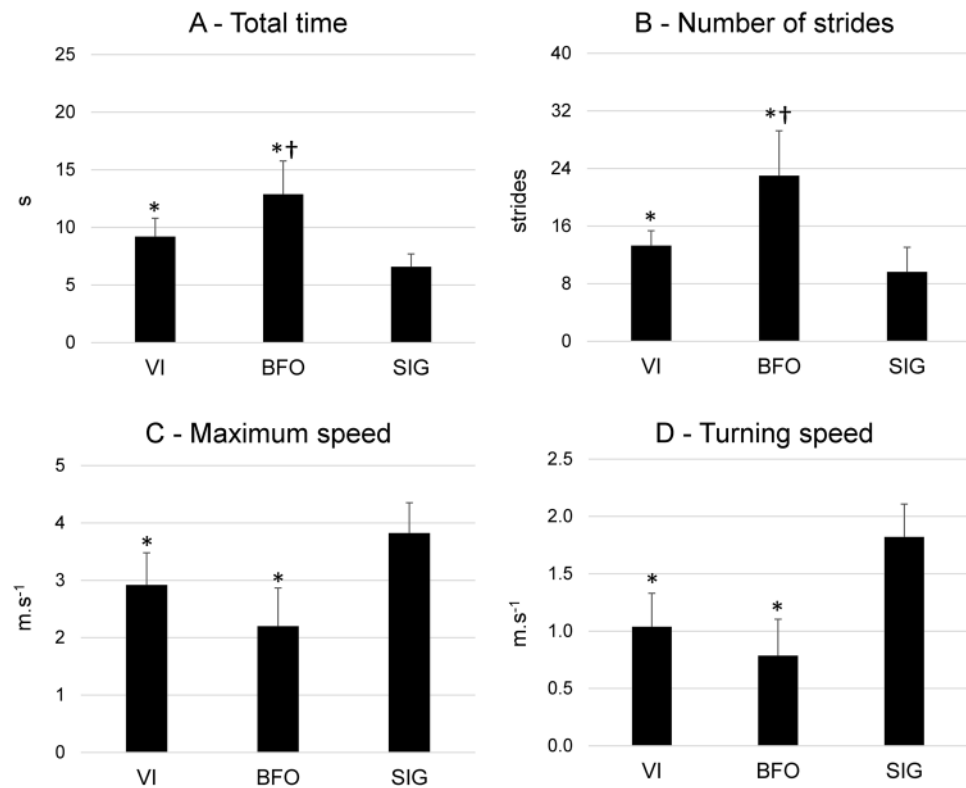 A - Total time
25
20
15
10
5
0
s
*
*†
VI BFO SIG
B - Number of strides
40
32
24
16
8
0
strides
*
*†
VI BFO SIG
C - Maximum speed
5
4
3
2
1
0
m.s-1
*
*
VI BFO SIG
D - Turning speed
2.5
2.0
1.5
1.0
0.5
0.0
m.s-1
*
*
VI BFO SIG